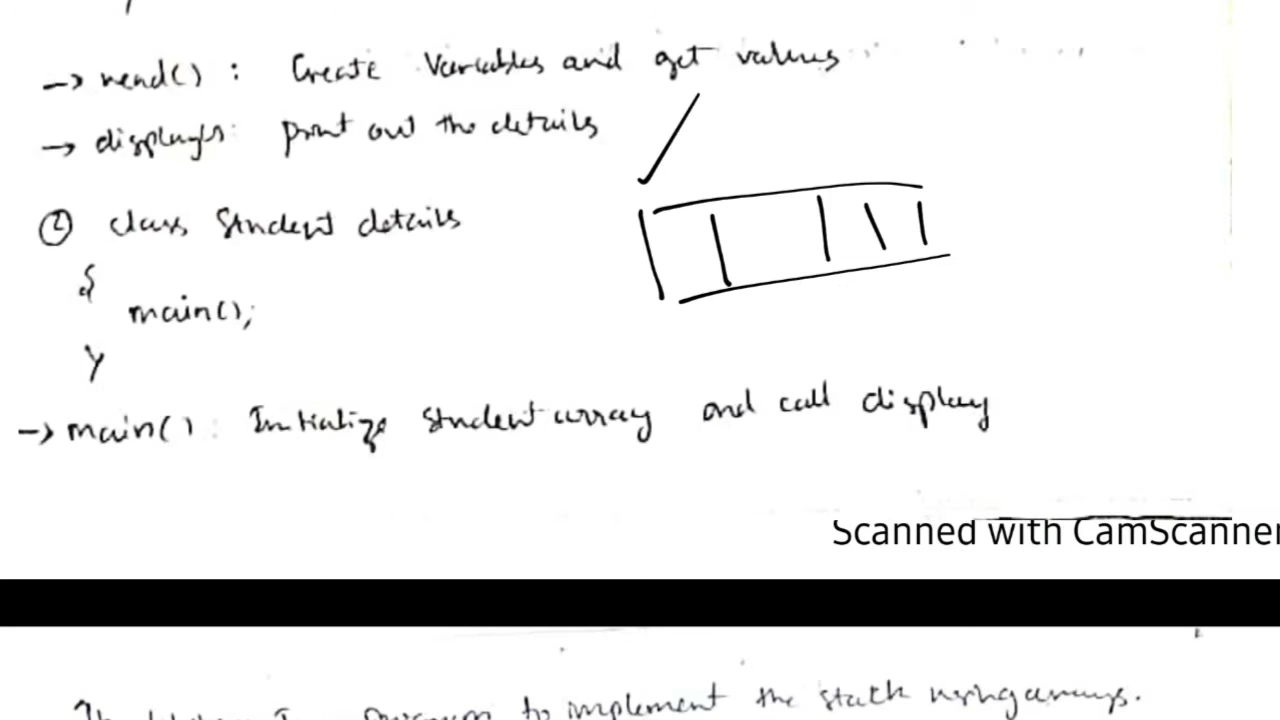 → read() : Create Variables and get values
→ display(): print out the details
② class Student details
{
main();
}
→ main() : Initialize Student array and call display
Scanned with CamScanner
to implement the stack using arrays.